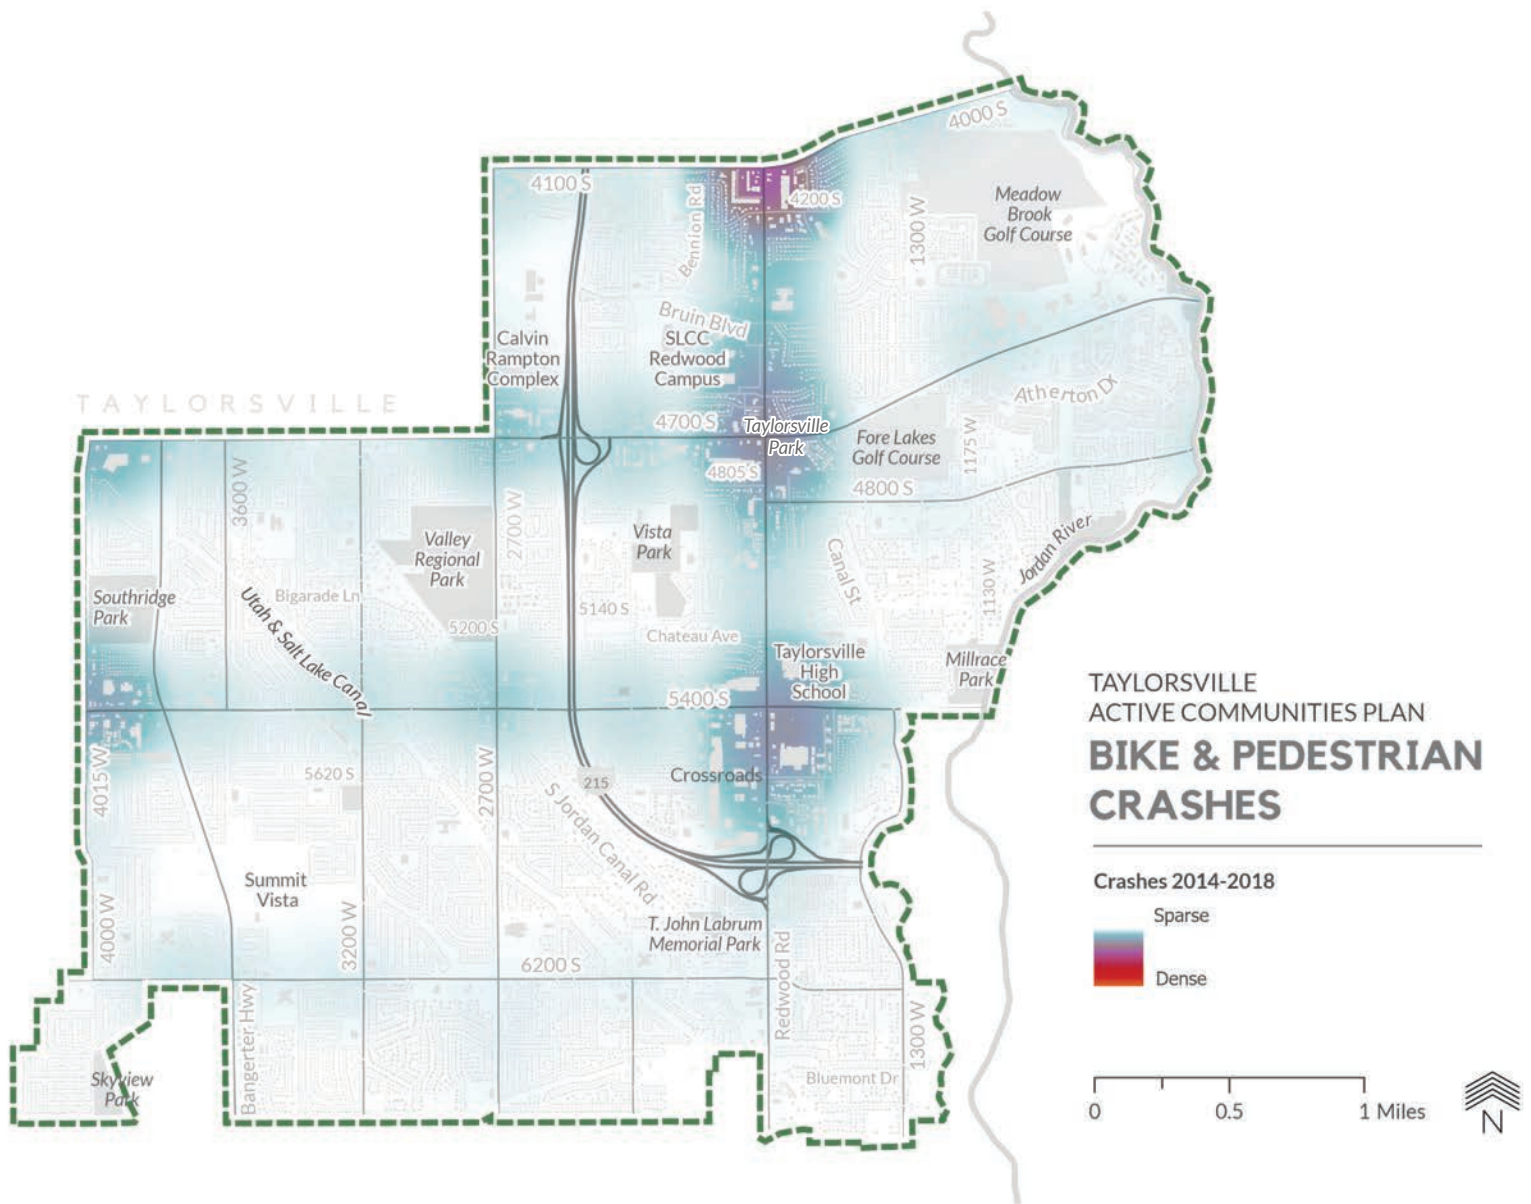 4000 S
4100 S
4200 S
Bennion Rd
1300 W
Meadow
Brook
Golf Course
Bruin Blvd
Calvin
Rampton
Complex
SLCC
Redwood
Campus
TAYLORSVILLE
4700 S
Taylorsville
Park
Atherton Dr
Fore Lakes
Golf Course
1175 W
4805 S
4800 S
3600 W
2700 W
Valley
Regional
Park
Vista
Park
Canal St
Jordan River
Southridge
Park
Bigarade Ln
Utah & Salt Lake Canal
5140 S
1130 W
5200 S
Chateau Ave
Taylorsville
High
School
Millrace
Park
5400 S
4015 W
5620 S
2700 W
215
Crossroads
S Jordan Canal Rd
Summit
Vista
4000 W
3200 W
T. John Labrum
Memorial Park
6200 S
Redwood Rd
Bangerter Hwy
1300 W
Skyview
Park
Bluemont Dr
TAYLORSVILLE
ACTIVE COMMUNITIES PLAN
BIKE & PEDESTRIAN
CRASHES
Crashes 2014-2018
Sparse
Dense
0 0.5 1 Miles
N